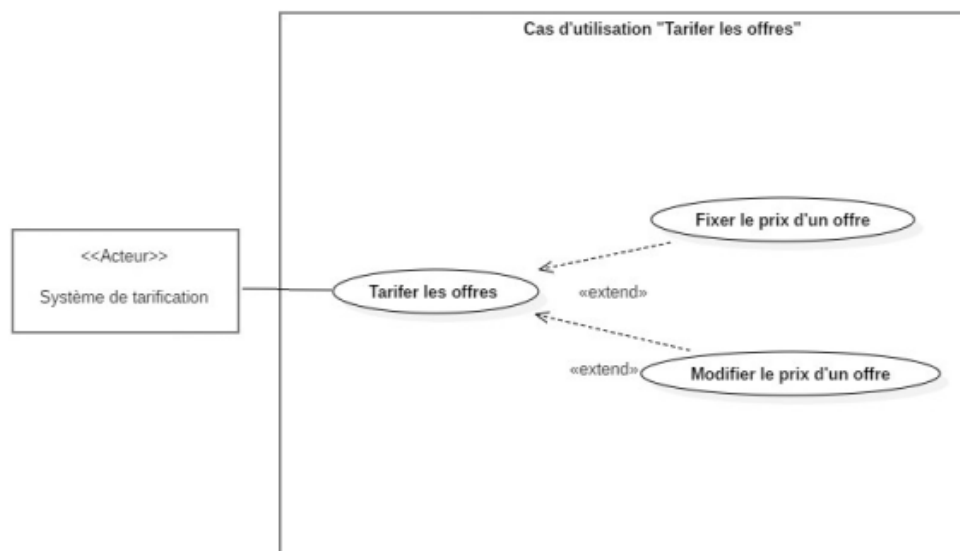 Cas d'utilisation "Tarifer les offres"
Fixer le prix d'un offre
<<Acteur>>
Système de tarification
Tarifer les offres
«extend»
«extend»
Modifier le prix d'un offre